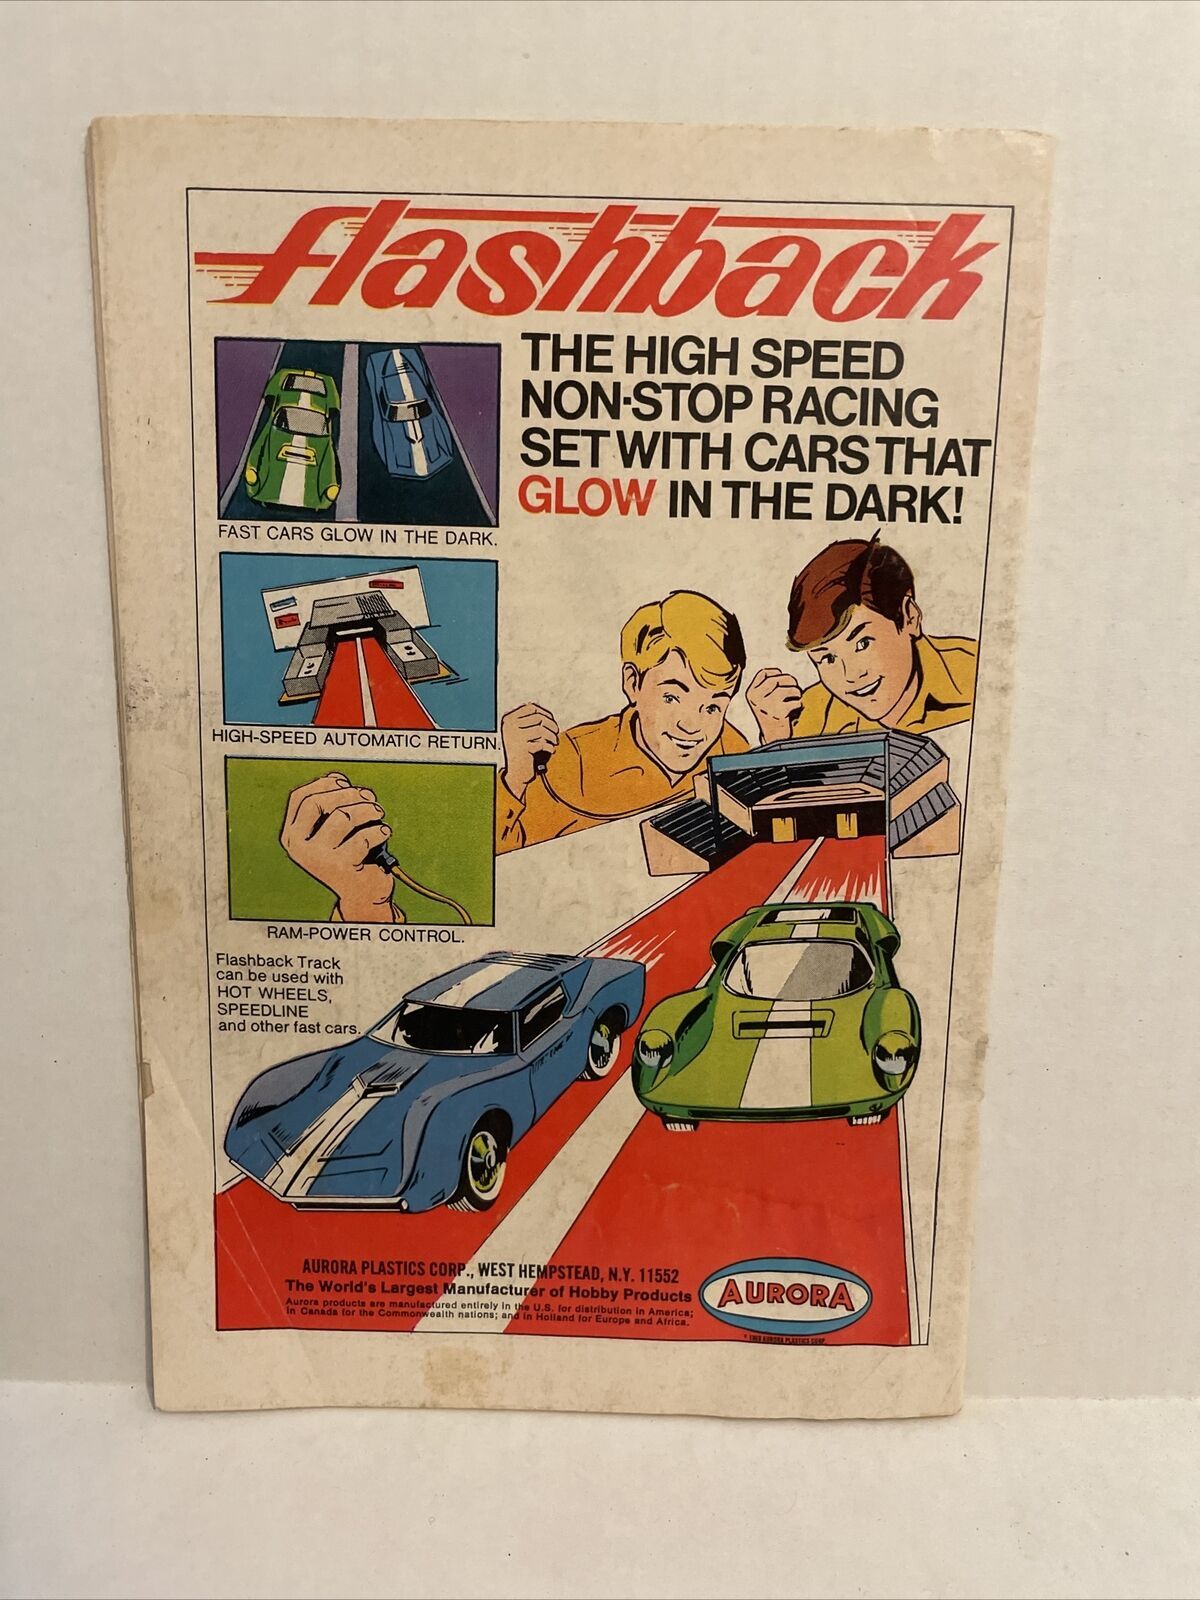 flashback
THE HIGH SPEED
NON-STOP RACING
SET WITH CARS THAT
GLOW IN THE DARK!
FAST CARS GLOW IN THE DARK.
HIGH-SPEED AUTOMATIC RETURN.
RAM-POWER CONTROL.
Flashback Track
can be used with
HOT WHEELS,
SPEEDLINE
and other fast cars.
AURORA PLASTICS CORP., WEST HEMPSTEAD, N.Y. 11552
The World's Largest Manufacturer of Hobby Products
Aurora products are manufactured entirely in the U.S. for distribution in America;
in Canada for the Commonwealth nations; and in Holland for Europe and Africa.
AURORA
AURORA PLASTICS CORP.